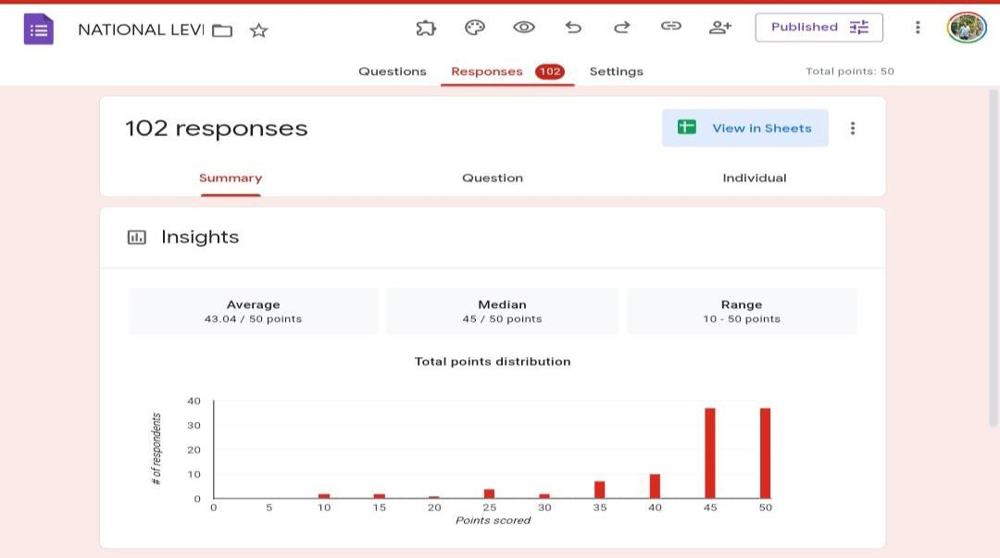 NATIONAL LEVI
Published
Questions
Responses 102
Settings
Total points: 50
102 responses
View in Sheets
Summary
Question
Individual
Insights
Average
43.04 / 50 points
Median
45 / 50 points
Range
10 - 50 points
Total points distribution
# of respondents
40
30
20
10
0
0 5 10 15 20 25 30 35 40 45 50
Points scored